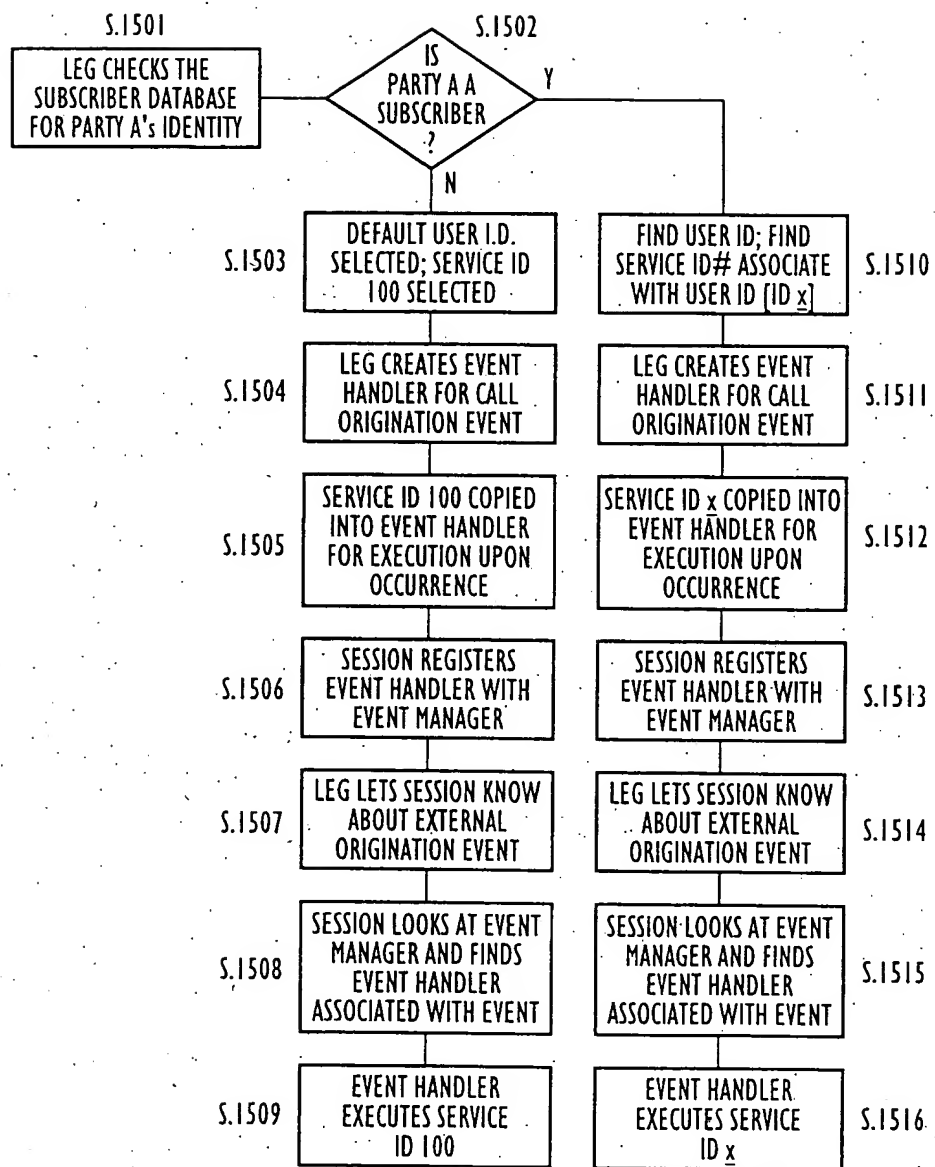 S.1501
LEG CHECKS THE
SUBSCRIBER DATABASE
FOR PARTY A's IDENTITY
S.1502
IS
PARTY A A
SUBSCRIBER
?
Y
N
S.1503
DEFAULT USER I.D.
SELECTED; SERVICE ID
100 SELECTED
S.1504
LEG CREATES EVENT
HANDLER FOR CALL
ORIGINATION EVENT
S.1505
SERVICE ID 100 COPIED
INTO EVENT HANDLER
FOR EXECUTION UPON
OCCURRENCE
S.1506
SESSION REGISTERS
EVENT HANDLER WITH
EVENT MANAGER
S.1507
LEG LETS SESSION KNOW
ABOUT EXTERNAL
ORIGINATION EVENT
S.1508
SESSION LOOKS AT EVENT
MANAGER AND FINDS
EVENT HANDLER
ASSOCIATED WITH EVENT
S.1509
EVENT HANDLER
EXECUTES SERVICE
ID 100
FIND USER ID; FIND
SERVICE ID# ASSOCIATE
WITH USER ID [ID x]
S.1510
LEG CREATES EVENT
HANDLER FOR CALL
ORIGINATION EVENT
S.1511
SERVICE ID x COPIED INTO
EVENT HANDLER FOR
EXECUTION UPON
OCCURRENCE
S.1512
SESSION REGISTERS
EVENT HANDLER WITH
EVENT MANAGER
S.1513
LEG LETS SESSION KNOW
ABOUT EXTERNAL
ORIGINATION EVENT
S.1514
SESSION LOOKS AT EVENT
MANAGER AND FINDS
EVENT HANDLER
ASSOCIATED WITH EVENT
S.1515
EVENT HANDLER
EXECUTES SERVICE
ID x
S.1516